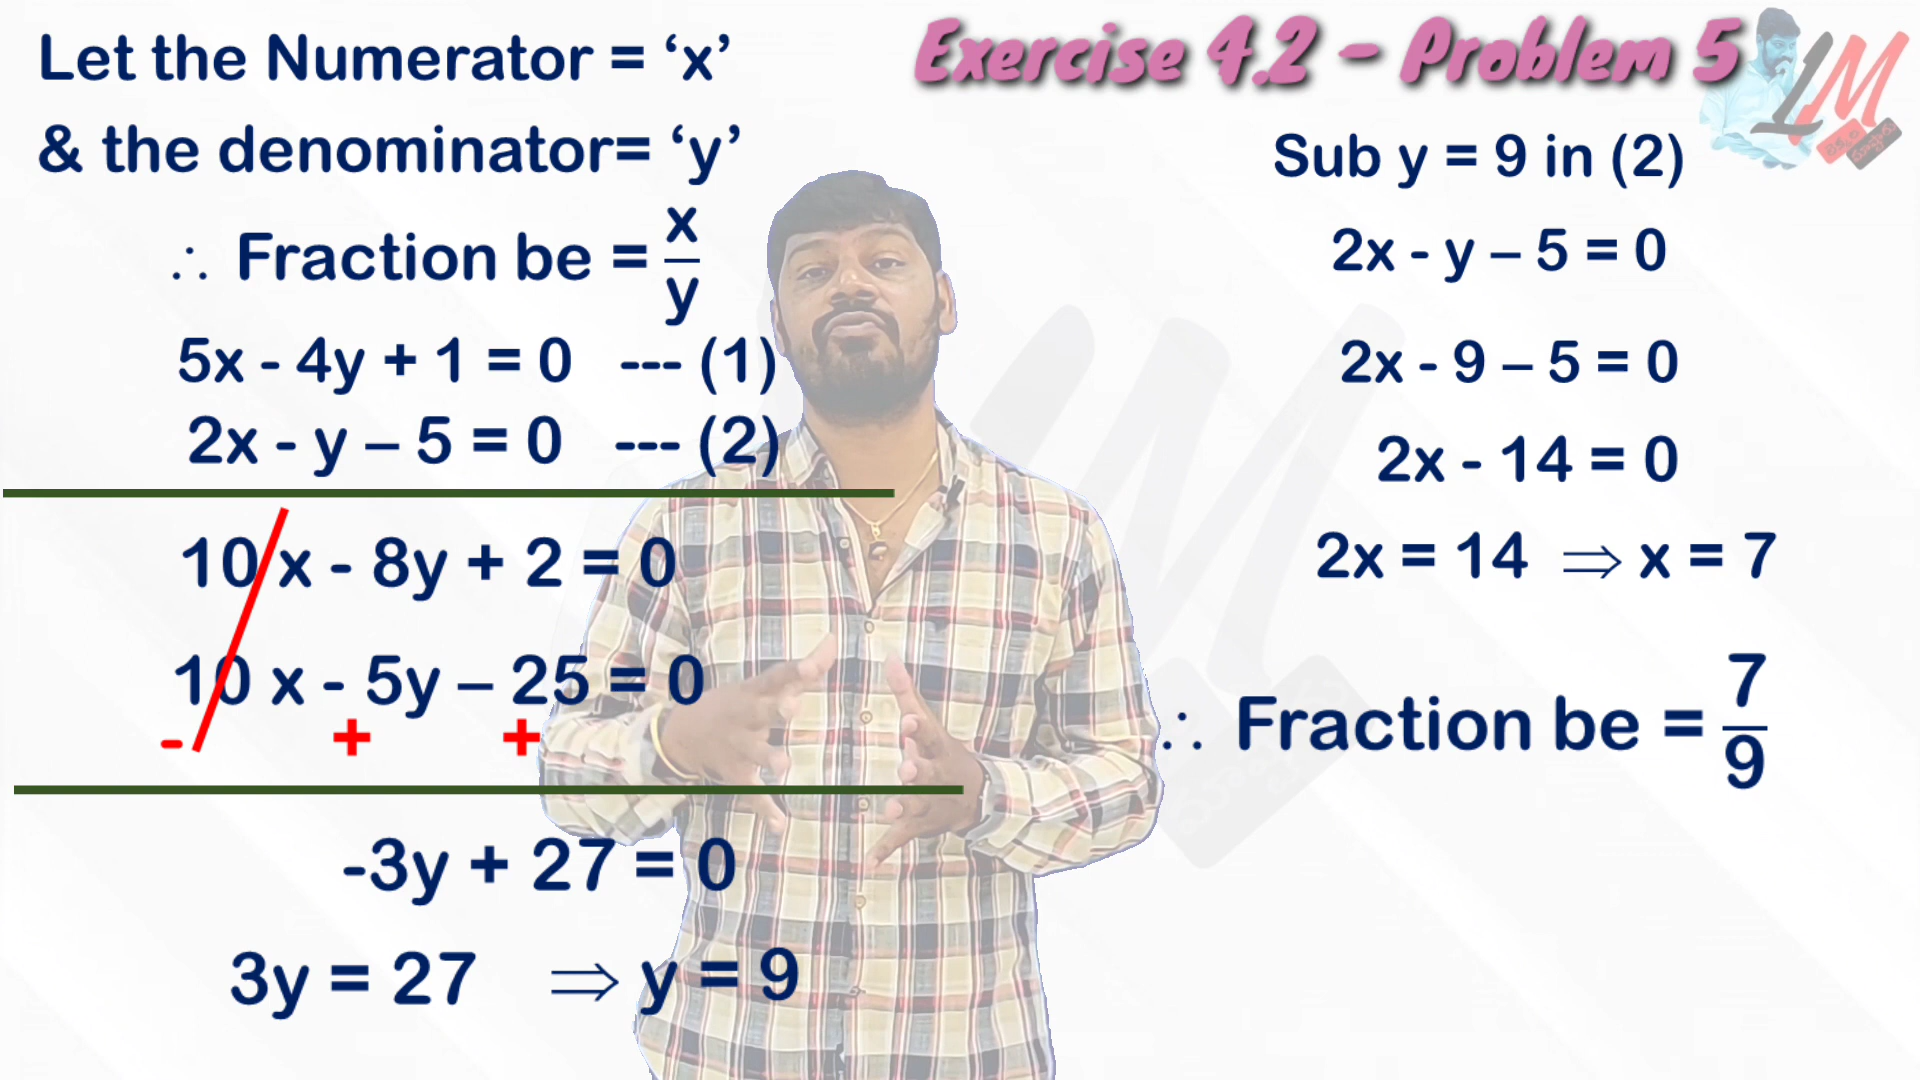 Exercise 4.2 - Problem 5
LM
Let the Numerator = ‘x’
& the denominator= ‘y’
∴ Fraction be = x/y
5x - 4y + 1 = 0 --- (1)
2x - y – 5 = 0 --- (2)
10 x - 8y + 2 = 0
10 x - 5y – 25 = 0
- + +
-3y + 27 = 0
3y = 27 ⇒ y = 9
Sub y = 9 in (2)
2x - y – 5 = 0
2x - 9 – 5 = 0
2x - 14 = 0
2x = 14 ⇒ x = 7
∴ Fraction be = 7/9